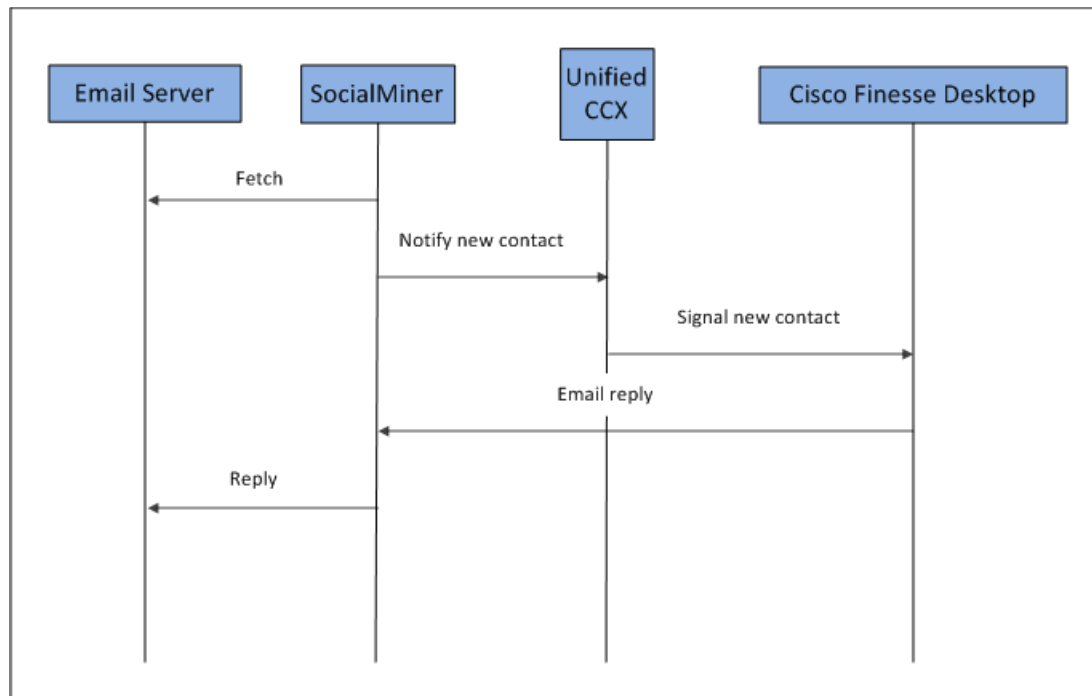 Email Server
SocialMiner
Unified
CCX
Cisco Finesse Desktop
Fetch
Notify new contact
Signal new contact
Email reply
Reply